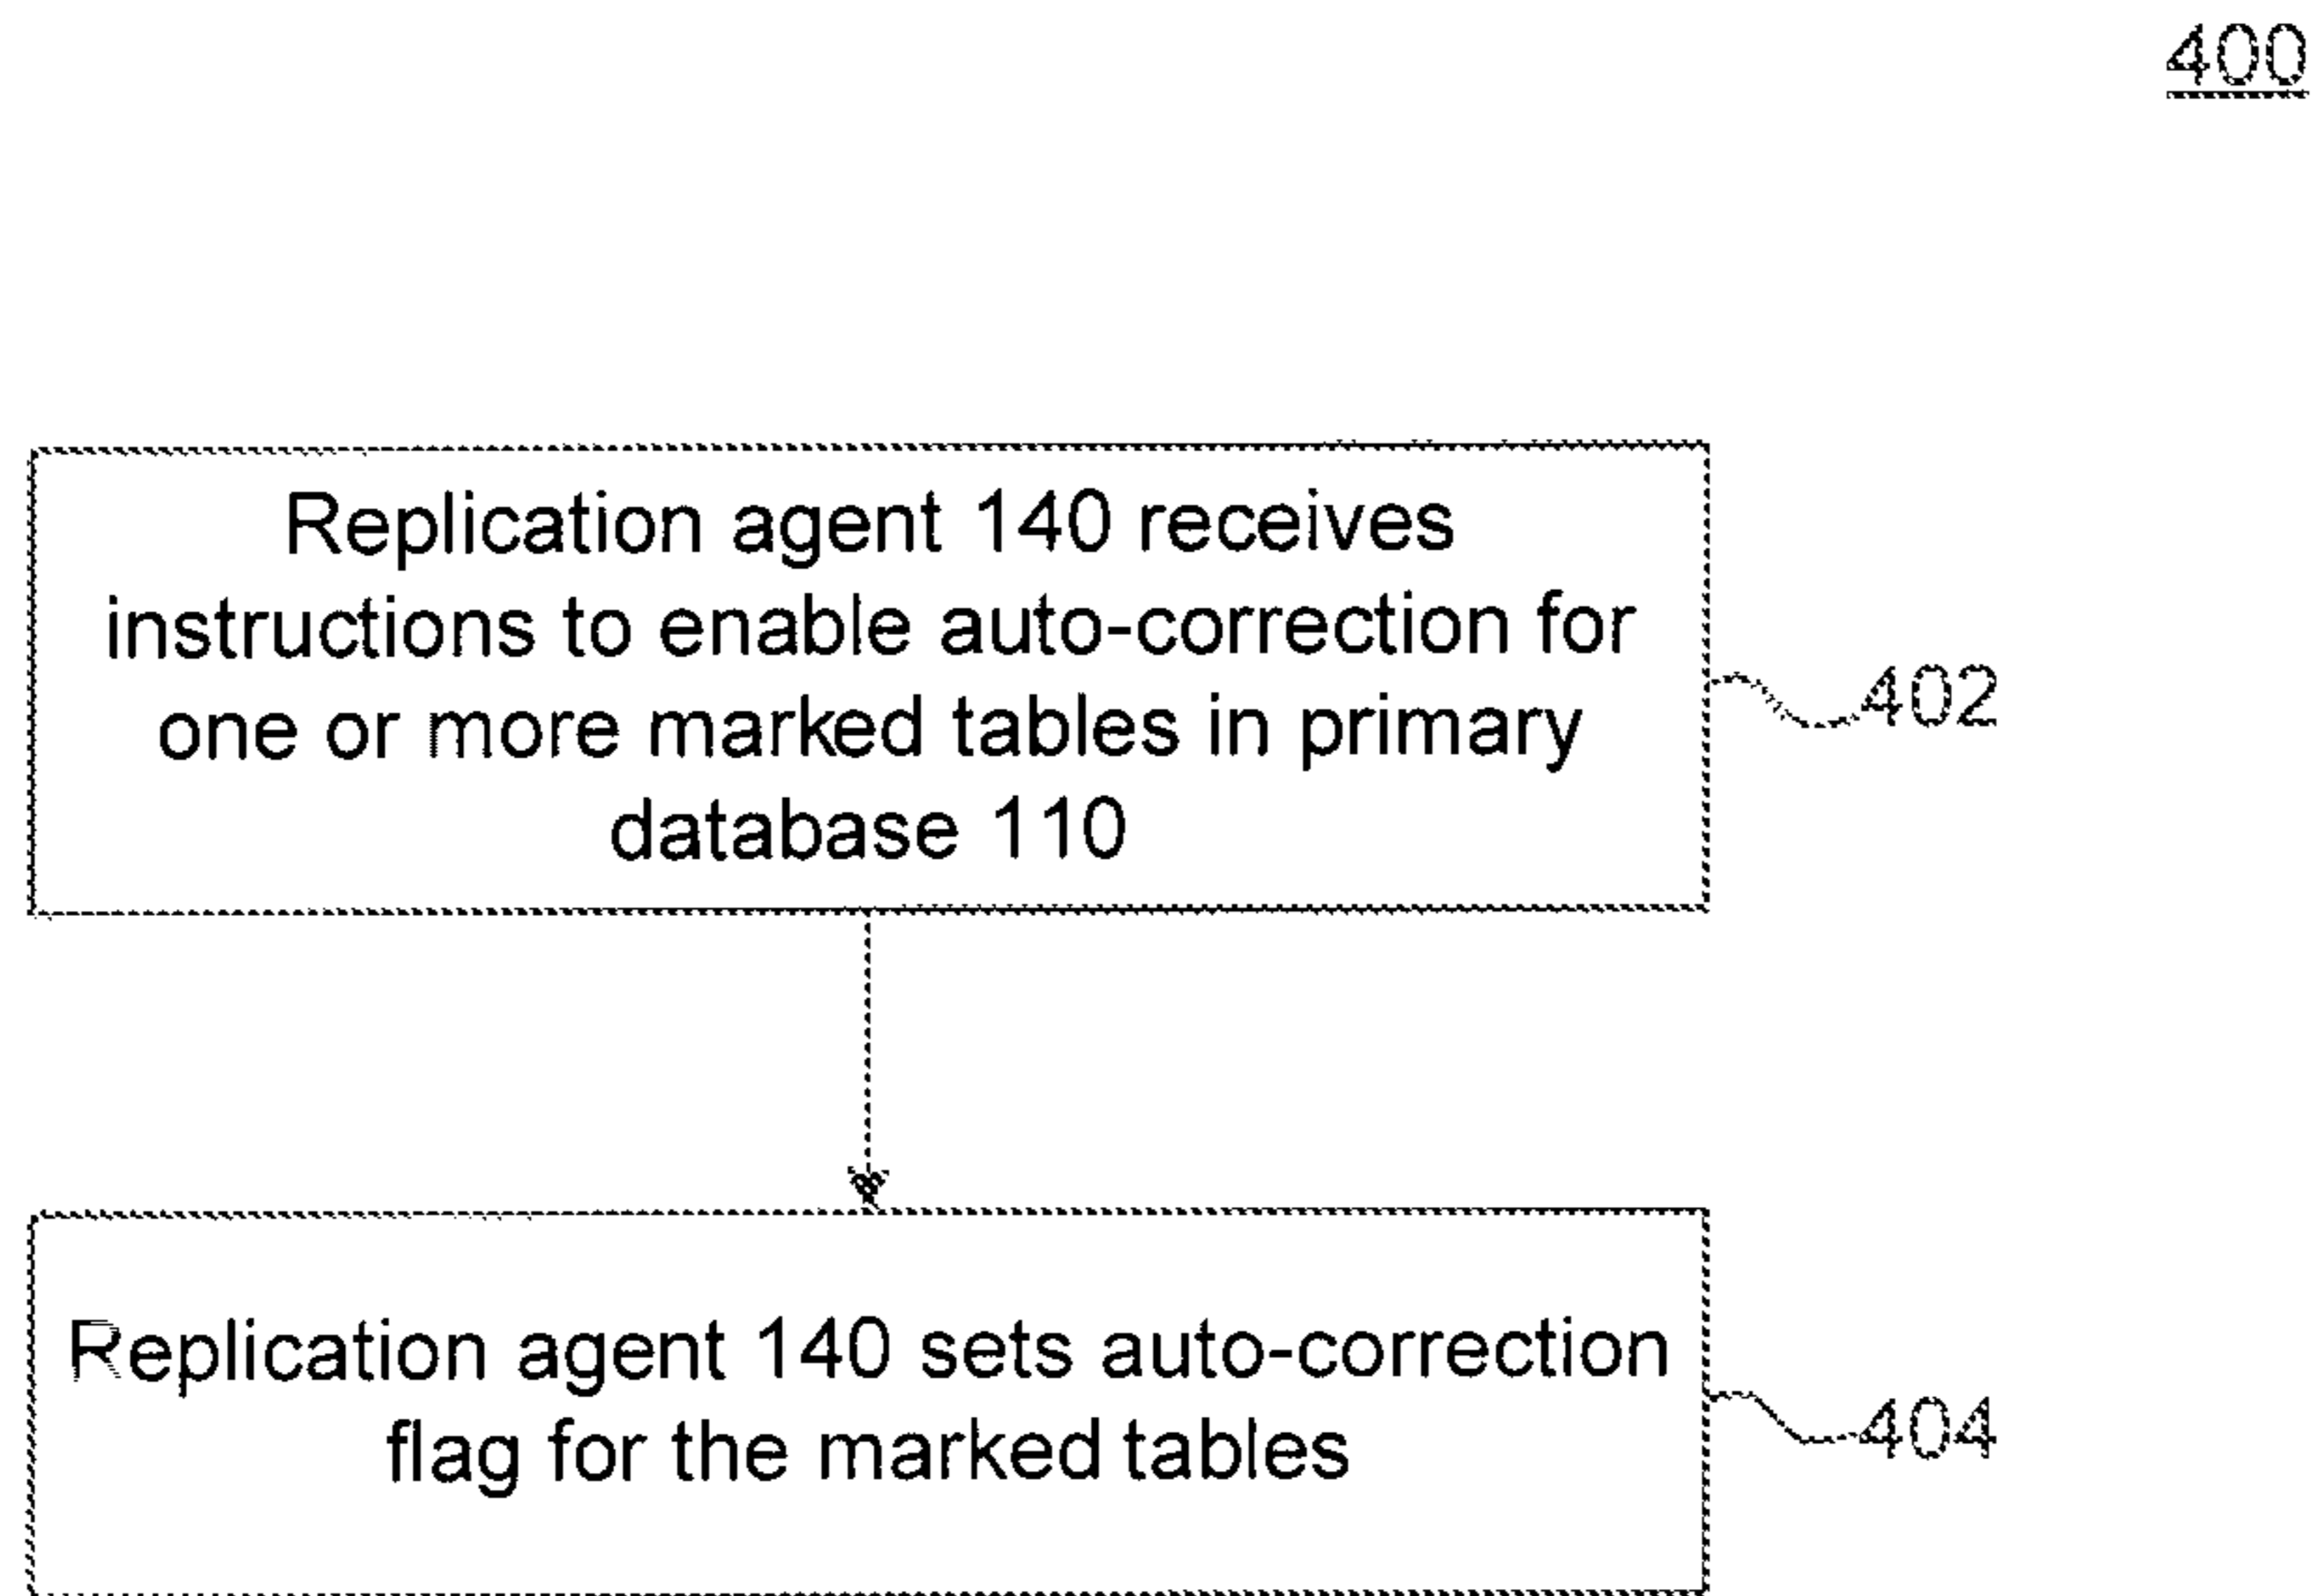 400
Replication agent 140 receives
instructions to enable auto-correction for
one or more marked tables in primary
database 110
402
Replication agent 140 sets auto-correction
flag for the marked tables
404